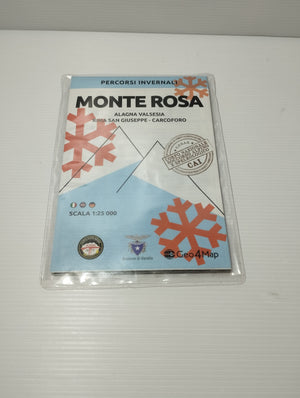 PERCORSI INVERNALI
MONTE ROSA
ALAGNA VALSESIA
SAN GIUSEPPE - CARCOFORO
CAI
SCALA 1:25 000
Geo4Map